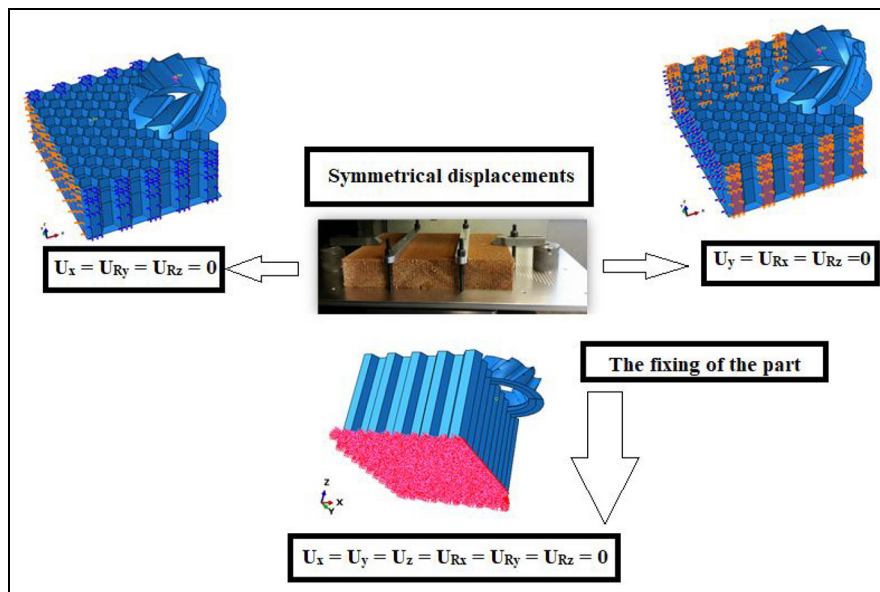 Symmetrical displacements
Ux = URy = URz = 0
Uy = URx = URz =0
The fixing of the part
Z
X
Y
Ux = Uy = Uz = URx = URy = URz = 0